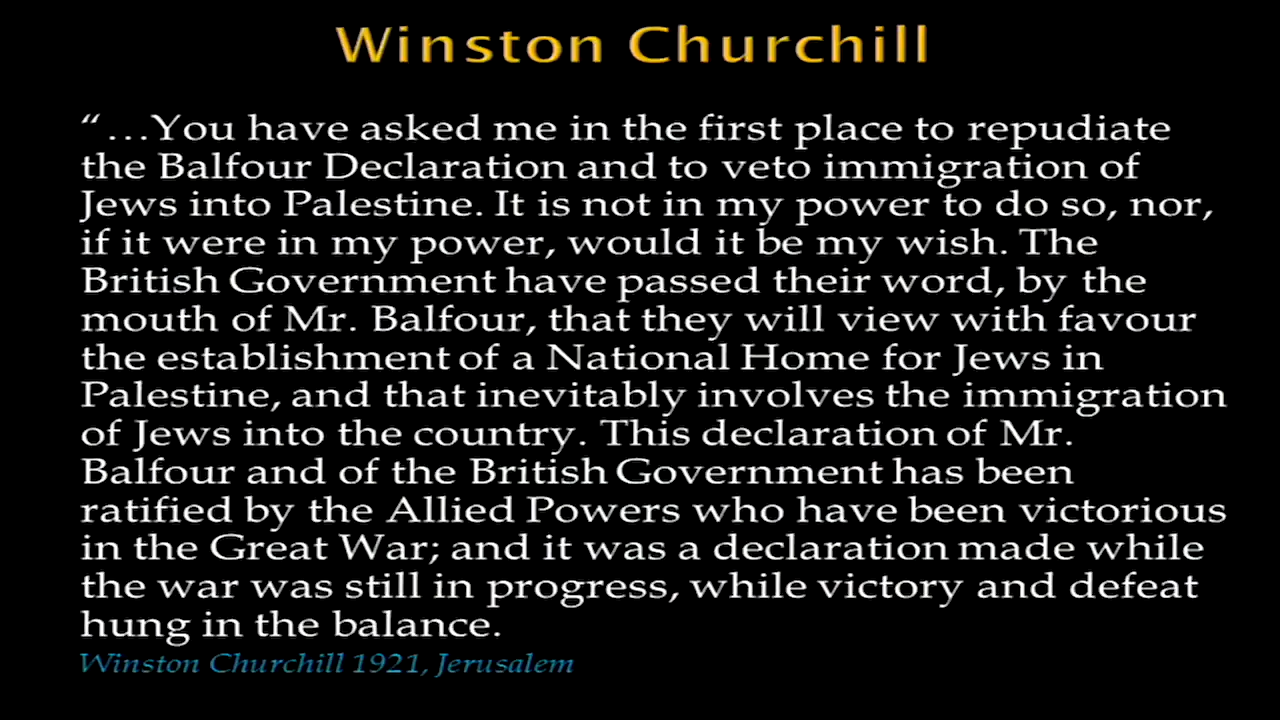 Winston Churchill
“…You have asked me in the first place to repudiate
the Balfour Declaration and to veto immigration of
Jews into Palestine. It is not in my power to do so, nor,
if it were in my power, would it be my wish. The
British Government have passed their word, by the
mouth of Mr. Balfour, that they will view with favour
the establishment of a National Home for Jews in
Palestine, and that inevitably involves the immigration
of Jews into the country. This declaration of Mr.
Balfour and of the British Government has been
ratified by the Allied Powers who have been victorious
in the Great War; and it was a declaration made while
the war was still in progress, while victory and defeat
hung in the balance.
Winston Churchill 1921, Jerusalem